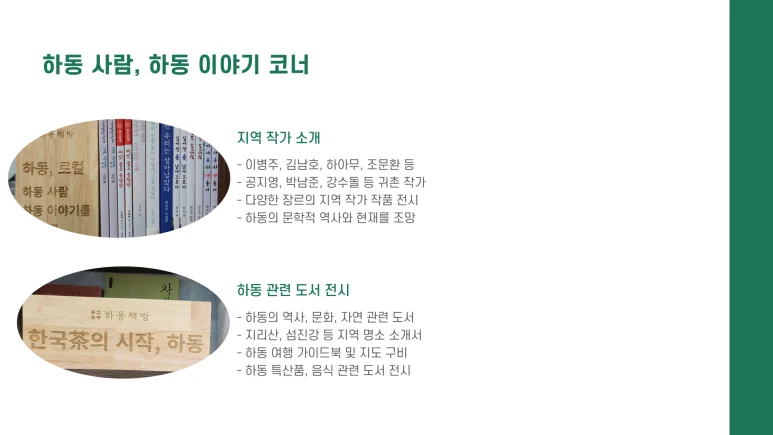 하동 사람, 하동 이야기 코너
지역 작가 소개
- 이병주, 김남호, 하아무, 조문환 등
- 공지영, 박남준, 강수돌 등 귀촌 작가
- 다양한 장르의 지역 작가 작품 전시
- 하동의 문학적 역사와 현재를 조망
하동책방
하동, 로컬
하동 사람
하동 이야기를
하동 관련 도서 전시
- 하동의 역사, 문화, 자연 관련 도서
- 지리산, 섬진강 등 지역 명소 소개서
- 하동 여행 가이드북 및 지도 구비
- 하동 특산품, 음식 관련 도서 전시
차
하동책방
한국茶의 시작, 하동